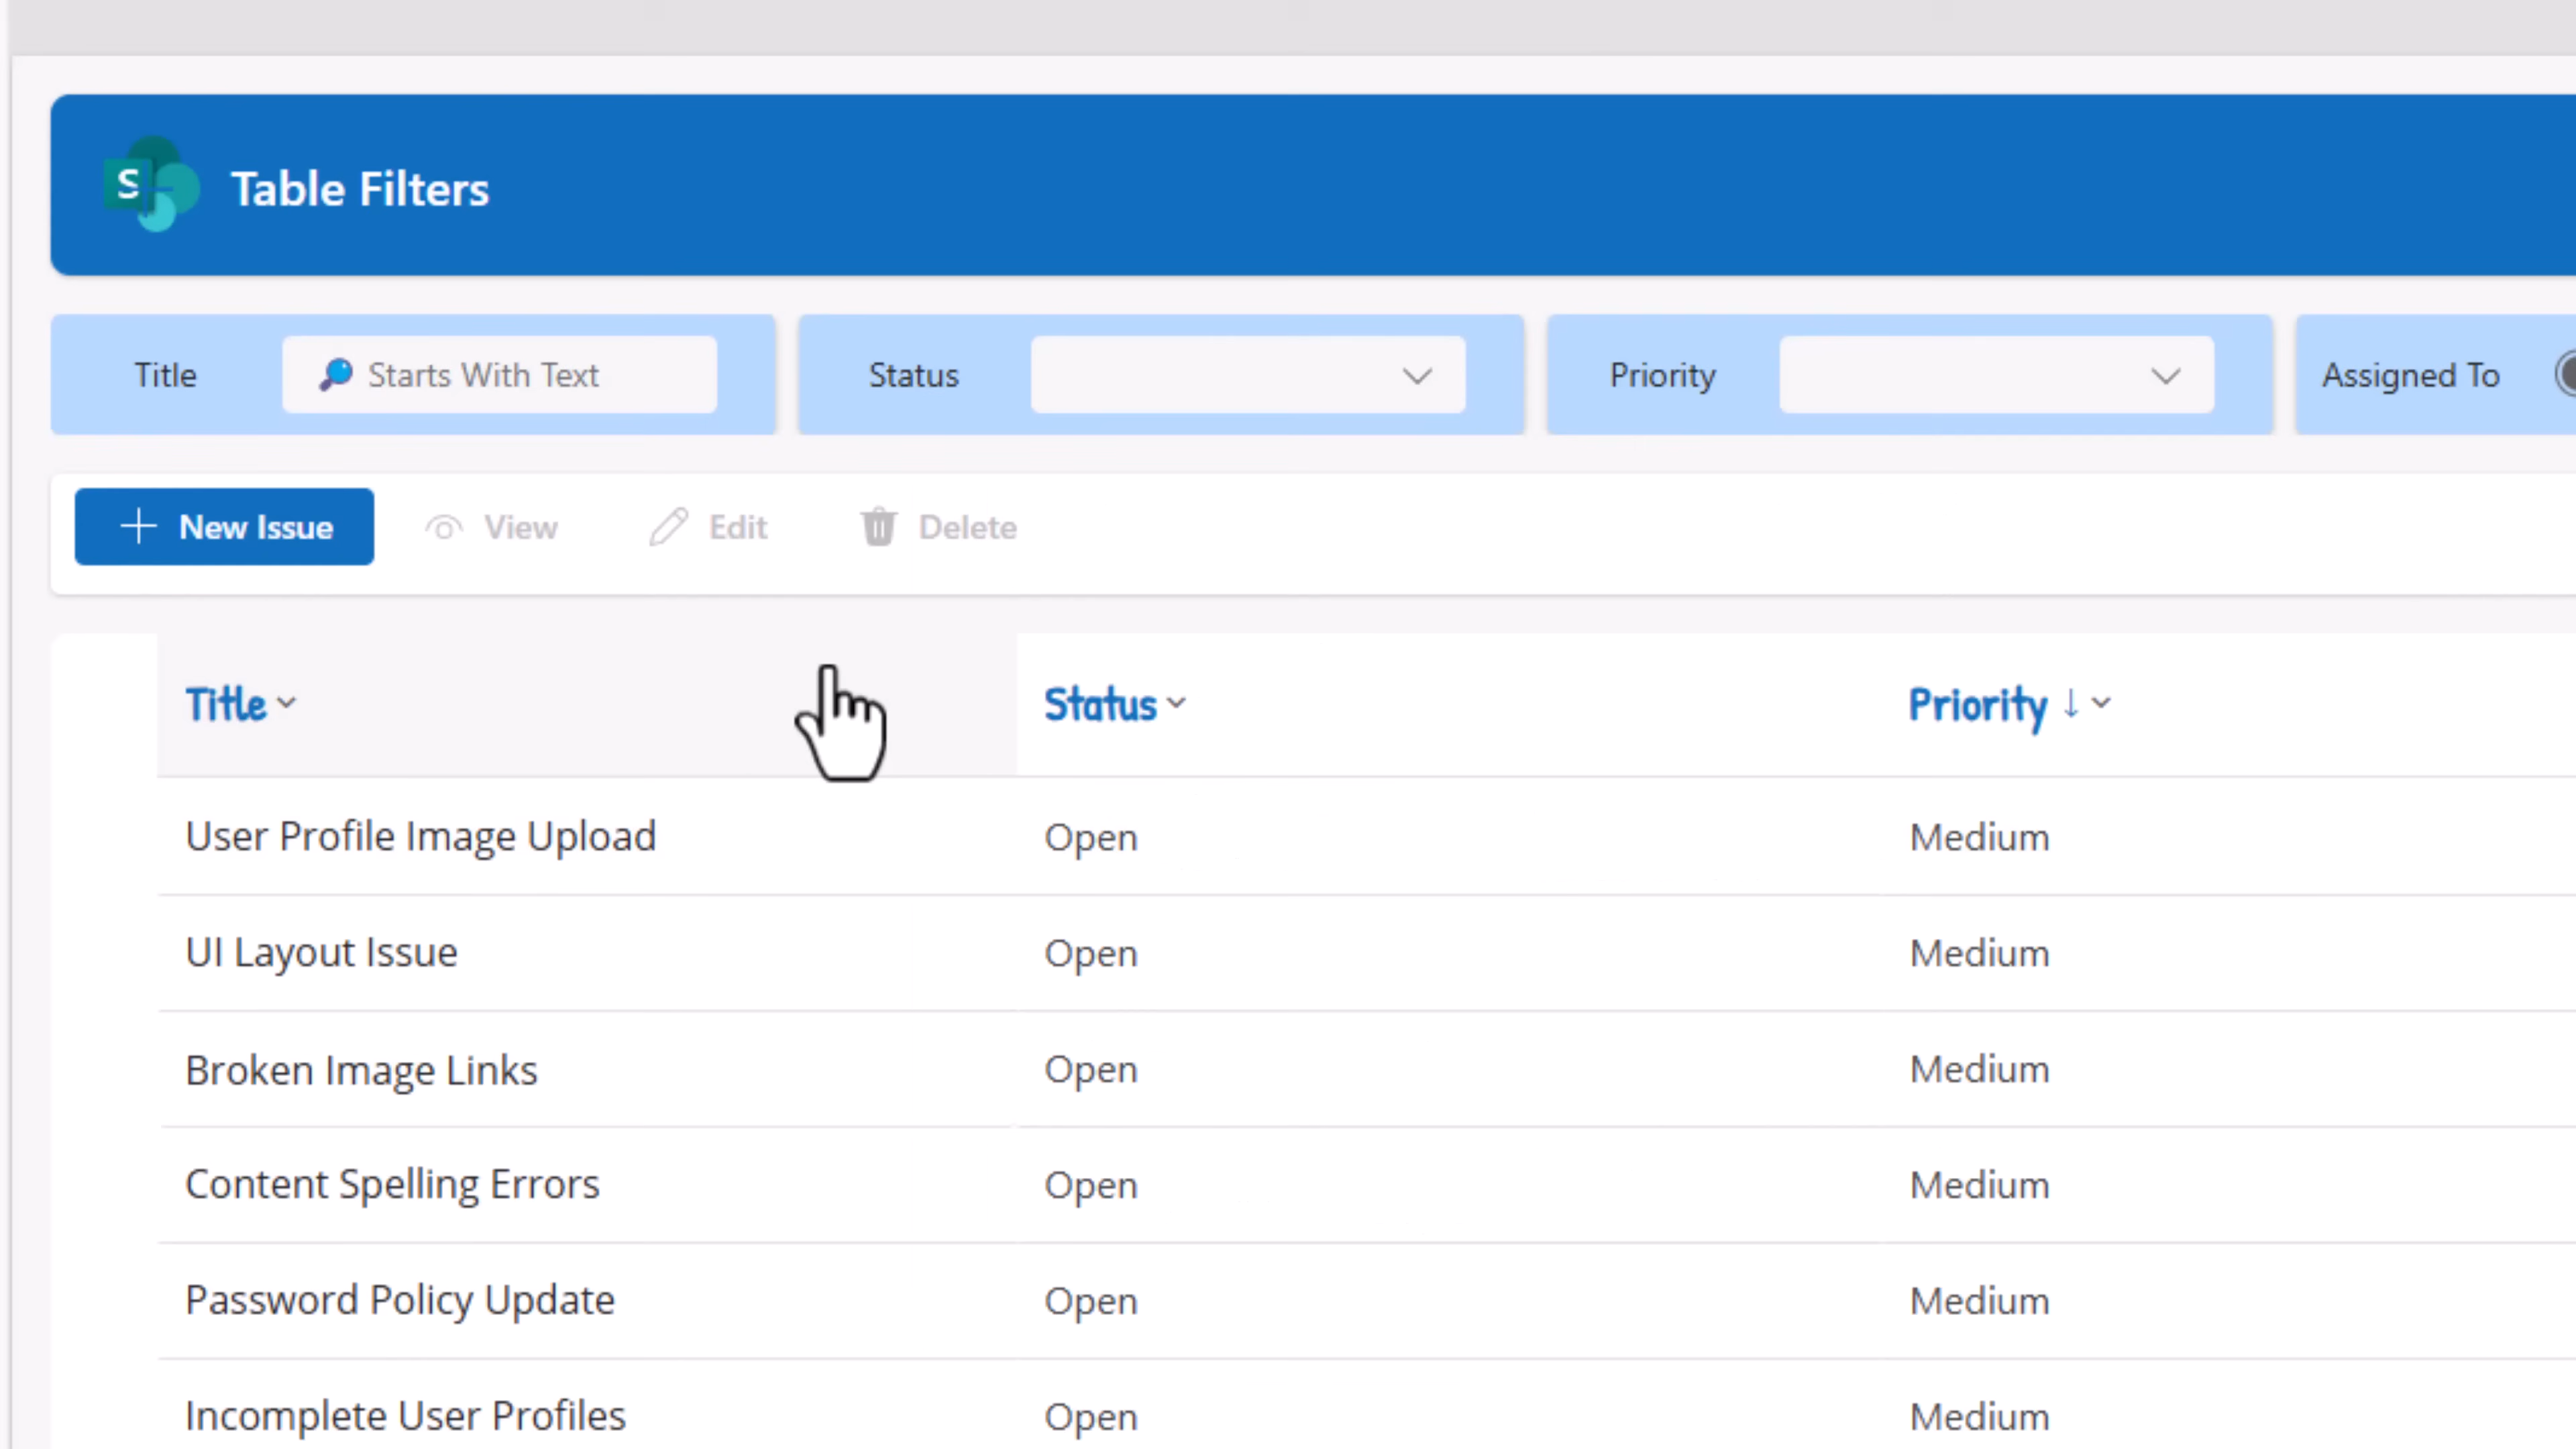 S Table Filters
Title Starts With Text Status Priority Assigned To
New Issue View Edit Delete
Title Status Priority ↓
User Profile Image Upload Open Medium
UI Layout Issue Open Medium
Broken Image Links Open Medium
Content Spelling Errors Open Medium
Password Policy Update Open Medium
Incomplete User Profiles Open Medium